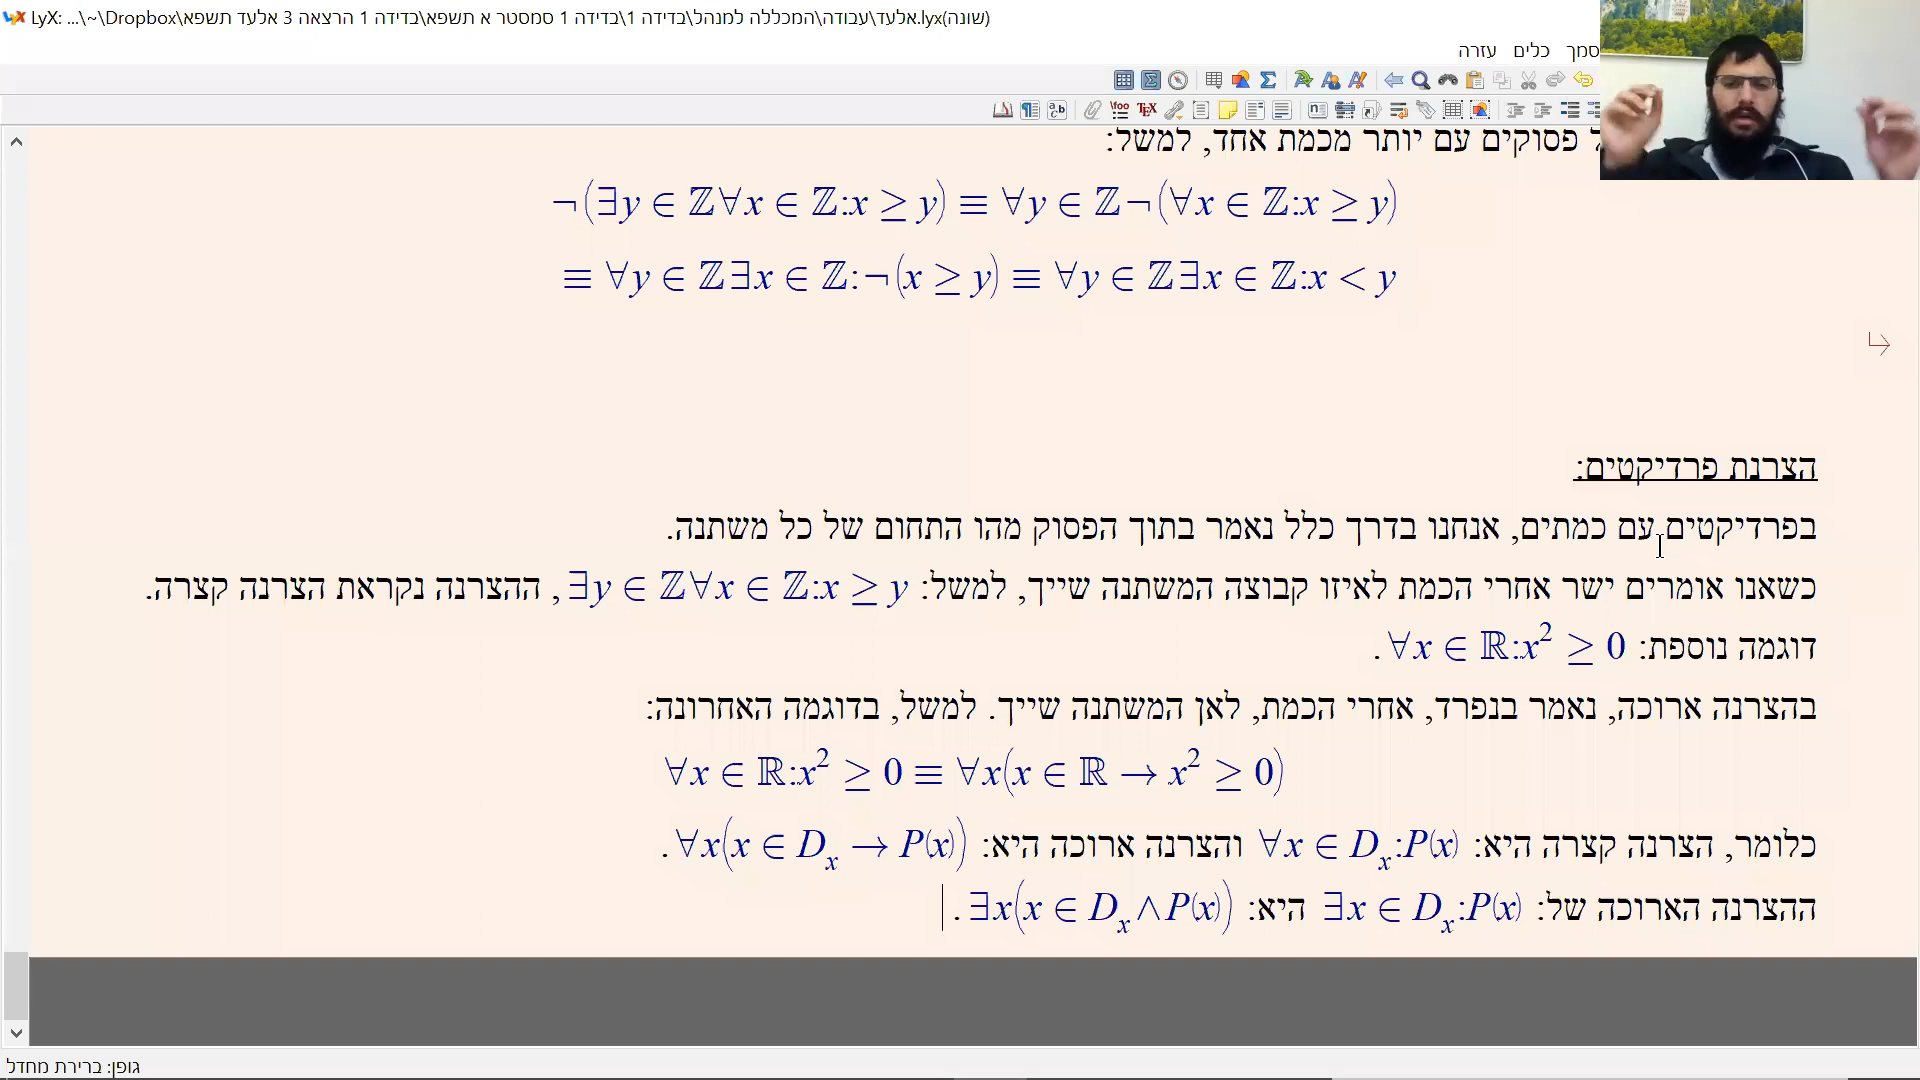 LyX: ...\~\Dropbox\אלעד\עבודה\המכללה למנהל\בדידה 1\בדידה 1 סמסטר א תשפא\בדידה 1 הרצאה 3 אלעד תשפא.lyx(שונה)
סמך כלים עזרה
ל פסוקים עם יותר מכמת אחד, למשל:
¬(∃y ∈ ℤ∀x ∈ ℤ:x ≥ y) ≡ ∀y ∈ ℤ¬(∀x ∈ ℤ:x ≥ y)
≡ ∀y ∈ ℤ∃x ∈ ℤ:¬(x ≥ y) ≡ ∀y ∈ ℤ∃x ∈ ℤ:x < y
הצרנת פרדיקטים:
בפרדיקטים עם כמתים, אנחנו בדרך כלל נאמר בתוך הפסוק מהו התחום של כל משתנה.
כשאנו אומרים ישר אחרי הכמת לאיזו קבוצה המשתנה שייך, למשל: ∃y ∈ ℤ∀x ∈ ℤ:x ≥ y, ההצרנה נקראת הצרנה קצרה.
דוגמה נוספת: ∀x ∈ ℝ:x² ≥ 0.
בהצרנה ארוכה, נאמר בנפרד, אחרי הכמת, לאן המשתנה שייך. למשל, בדוגמה האחרונה:
∀x ∈ ℝ:x² ≥ 0 ≡ ∀x(x ∈ ℝ → x² ≥ 0)
כלומר, הצרנה קצרה היא: ∀x ∈ Dₓ:P(x) והצרנה ארוכה היא: ∀x(x ∈ Dₓ → P(x)).
ההצרנה הארוכה של: ∃x ∈ Dₓ:P(x) היא: ∃x(x ∈ Dₓ∧P(x)).
גופן: ברירת מחדל